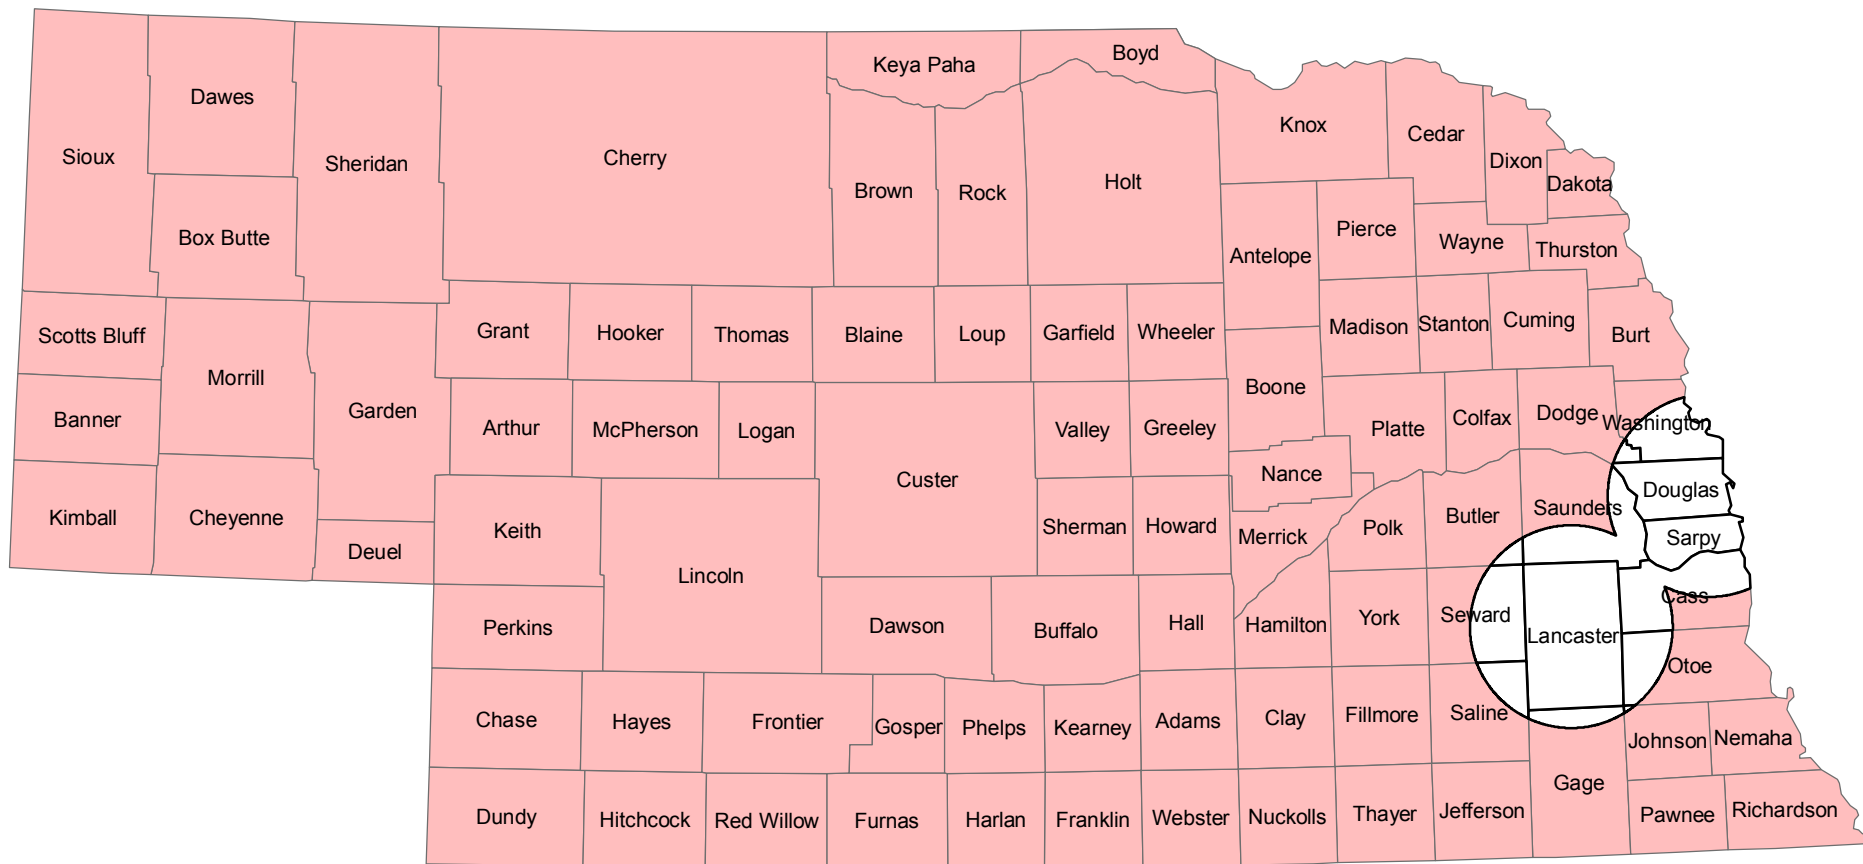 Boyd
Keya Paha
Dawes
Knox
Cedar
Sioux
Sheridan
Cherry
Dixon
Brown
Rock
Holt
Dakota
Box Butte
Pierce
Wayne
Thurston
Antelope
Scotts Bluff
Grant
Hooker
Thomas
Blaine
Loup
Garfield
Wheeler
Madison
Stanton
Cuming
Burt
Morrill
Boone
Banner
Garden
Arthur
McPherson
Logan
Valley
Greeley
Platte
Colfax
Dodge
Washington
Custer
Nance
Douglas
Kimball
Cheyenne
Keith
Sherman
Howard
Merrick
Polk
Butler
Saunders
Sarpy
Deuel
Lincoln
Cass
Perkins
Dawson
Buffalo
Hall
Hamilton
York
Seward
Lancaster
Otoe
Chase
Hayes
Frontier
Gosper
Phelps
Kearney
Adams
Clay
Fillmore
Saline
Johnson
Nemaha
Gage
Dundy
Hitchcock
Red Willow
Furnas
Harlan
Franklin
Webster
Nuckolls
Thayer
Jefferson
Pawnee
Richardson